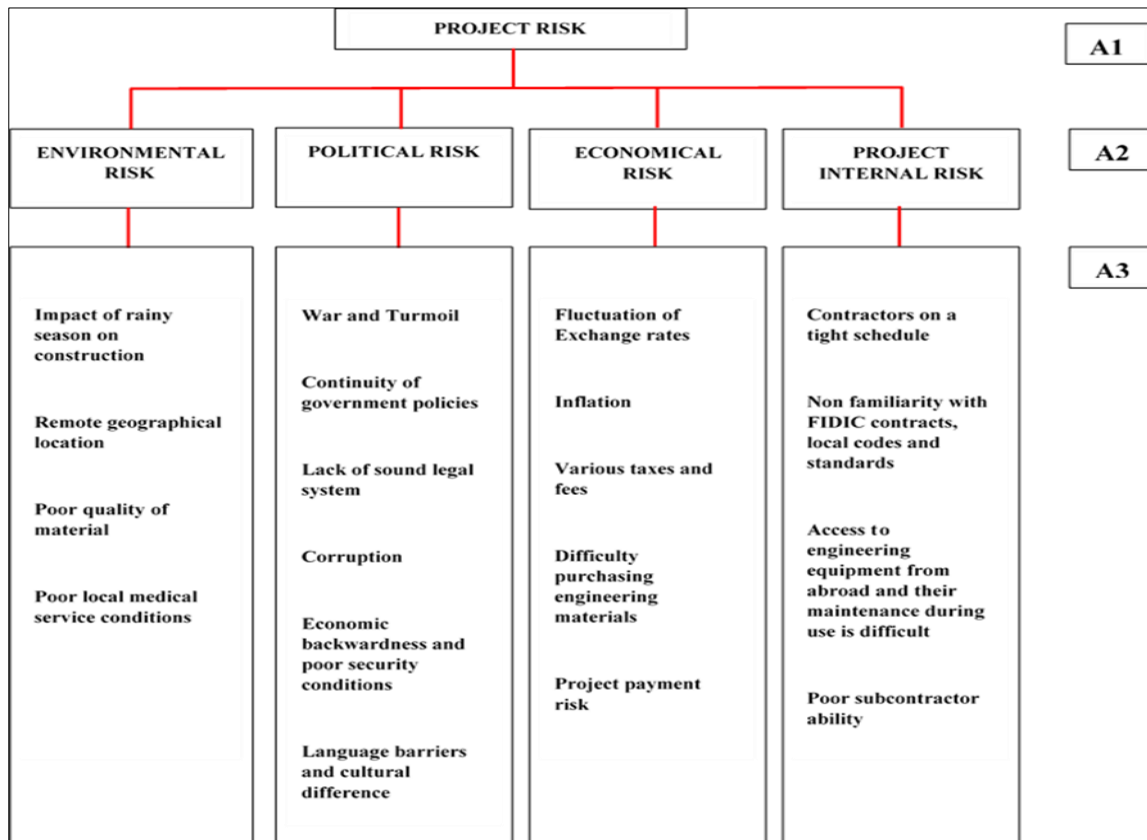 PROJECT RISK
A1
ENVIRONMENTAL
RISK
POLITICAL RISK
ECONOMICAL
RISK
PROJECT
INTERNAL RISK
A2
A3
Impact of rainy
season on
construction
Remote geographical
location
Poor quality of
material
Poor local medical
service conditions
War and Turmoil
Continuity of
government policies
Lack of sound legal
system
Corruption
Economic
backwardness and
poor security
conditions
Language barriers
and cultural
difference
Fluctuation of
Exchange rates
Inflation
Various taxes and
fees
Difficulty
purchasing
engineering
materials
Project payment
risk
Contractors on a
tight schedule
Non familiarity with
FIDIC contracts,
local codes and
standards
Access to
engineering
equipment from
abroad and their
maintenance during
use is difficult
Poor subcontractor
ability